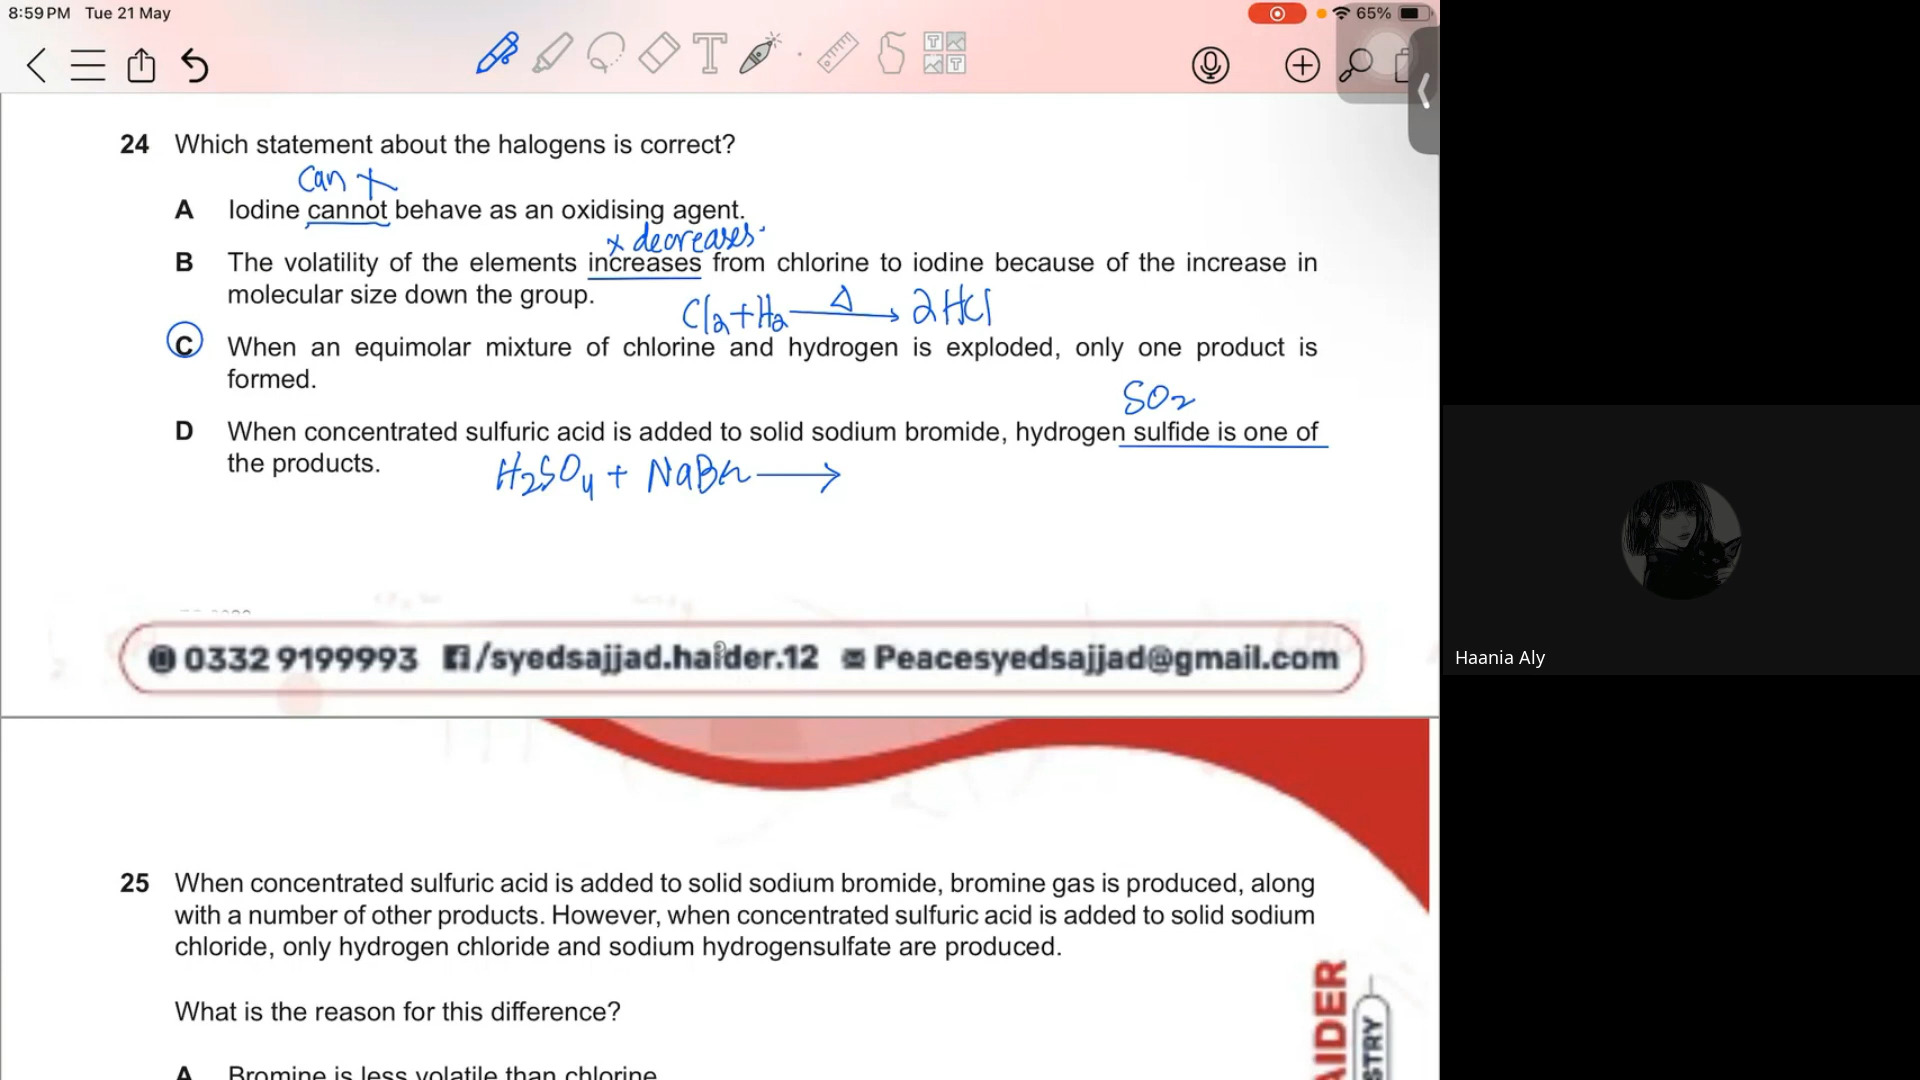 8:59 PM Tue 21 May
65%
24 Which statement about the halogens is correct?
Can ×
A Iodine cannot behave as an oxidising agent.
× decreases.
B The volatility of the elements increases from chlorine to iodine because of the increase in
molecular size down the group.
Cl2 + H2 —Δ→ 2HCl
C When an equimolar mixture of chlorine and hydrogen is exploded, only one product is
formed.
SO2
D When concentrated sulfuric acid is added to solid sodium bromide, hydrogen sulfide is one of
the products.
H2SO4 + NaBr ⟶
0332 9199993 /syedsajjad.haider.12 Peacesyedsajjad@gmail.com
Haania Aly
25 When concentrated sulfuric acid is added to solid sodium bromide, bromine gas is produced, along
with a number of other products. However, when concentrated sulfuric acid is added to solid sodium
chloride, only hydrogen chloride and sodium hydrogensulfate are produced.
What is the reason for this difference?
AIDER
STRY
A Bromine is less volatile than chlorine